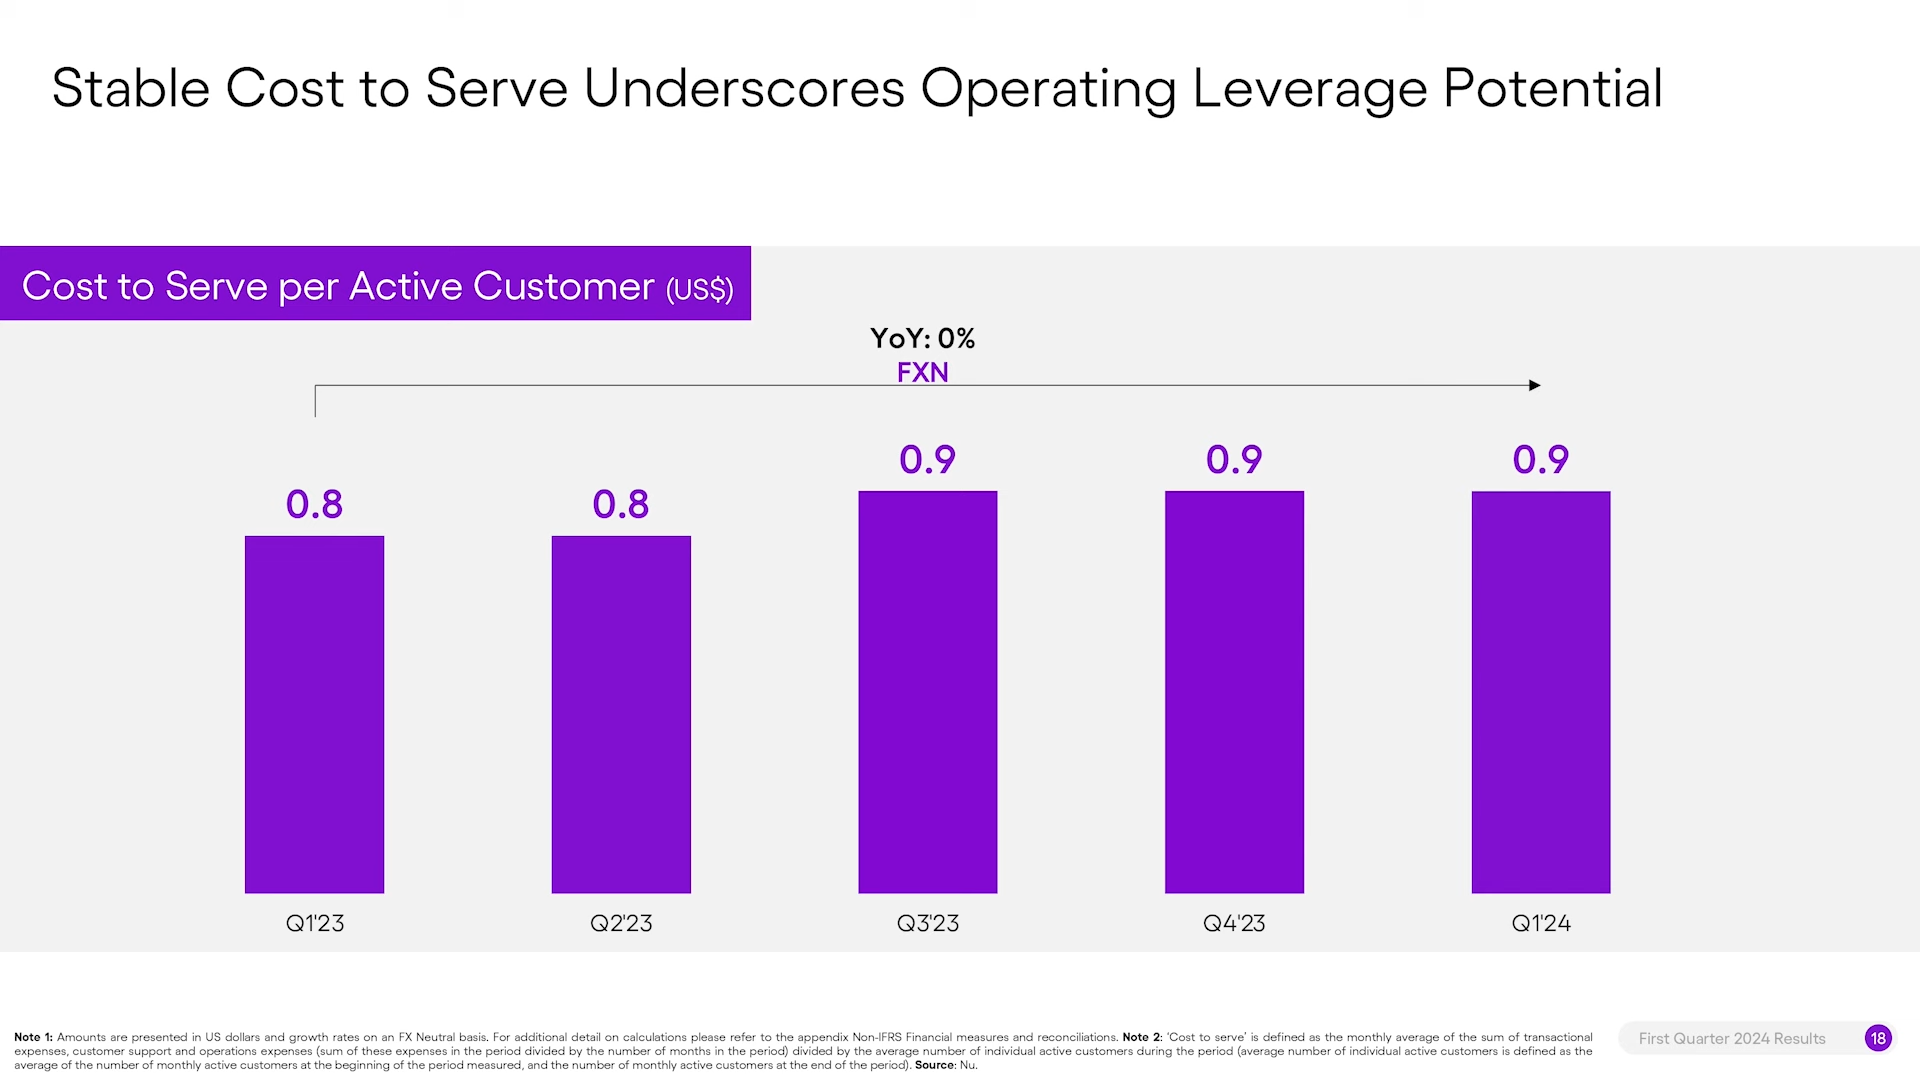 Stable Cost to Serve Underscores Operating Leverage Potential
Cost to Serve per Active Customer (US$)
YoY: 0%
FXN
0.8
0.8
0.9
0.9
0.9
Q1'23
Q2'23
Q3'23
Q4'23
Q1'24
Note 1: Amounts are presented in US dollars and growth rates on an FX Neutral basis. For additional detail on calculations please refer to the appendix Non-IFRS Financial measures and reconciliations. Note 2: 'Cost to serve' is defined as the monthly average of the sum of transactional
expenses, customer support and operations expenses (sum of these expenses in the period divided by the number of months in the period) divided by the average number of individual active customers during the period (average number of individual active customers is defined as the
average of the number of monthly active customers at the beginning of the period measured, and the number of monthly active customers at the end of the period). Source: Nu.
First Quarter 2024 Results
18